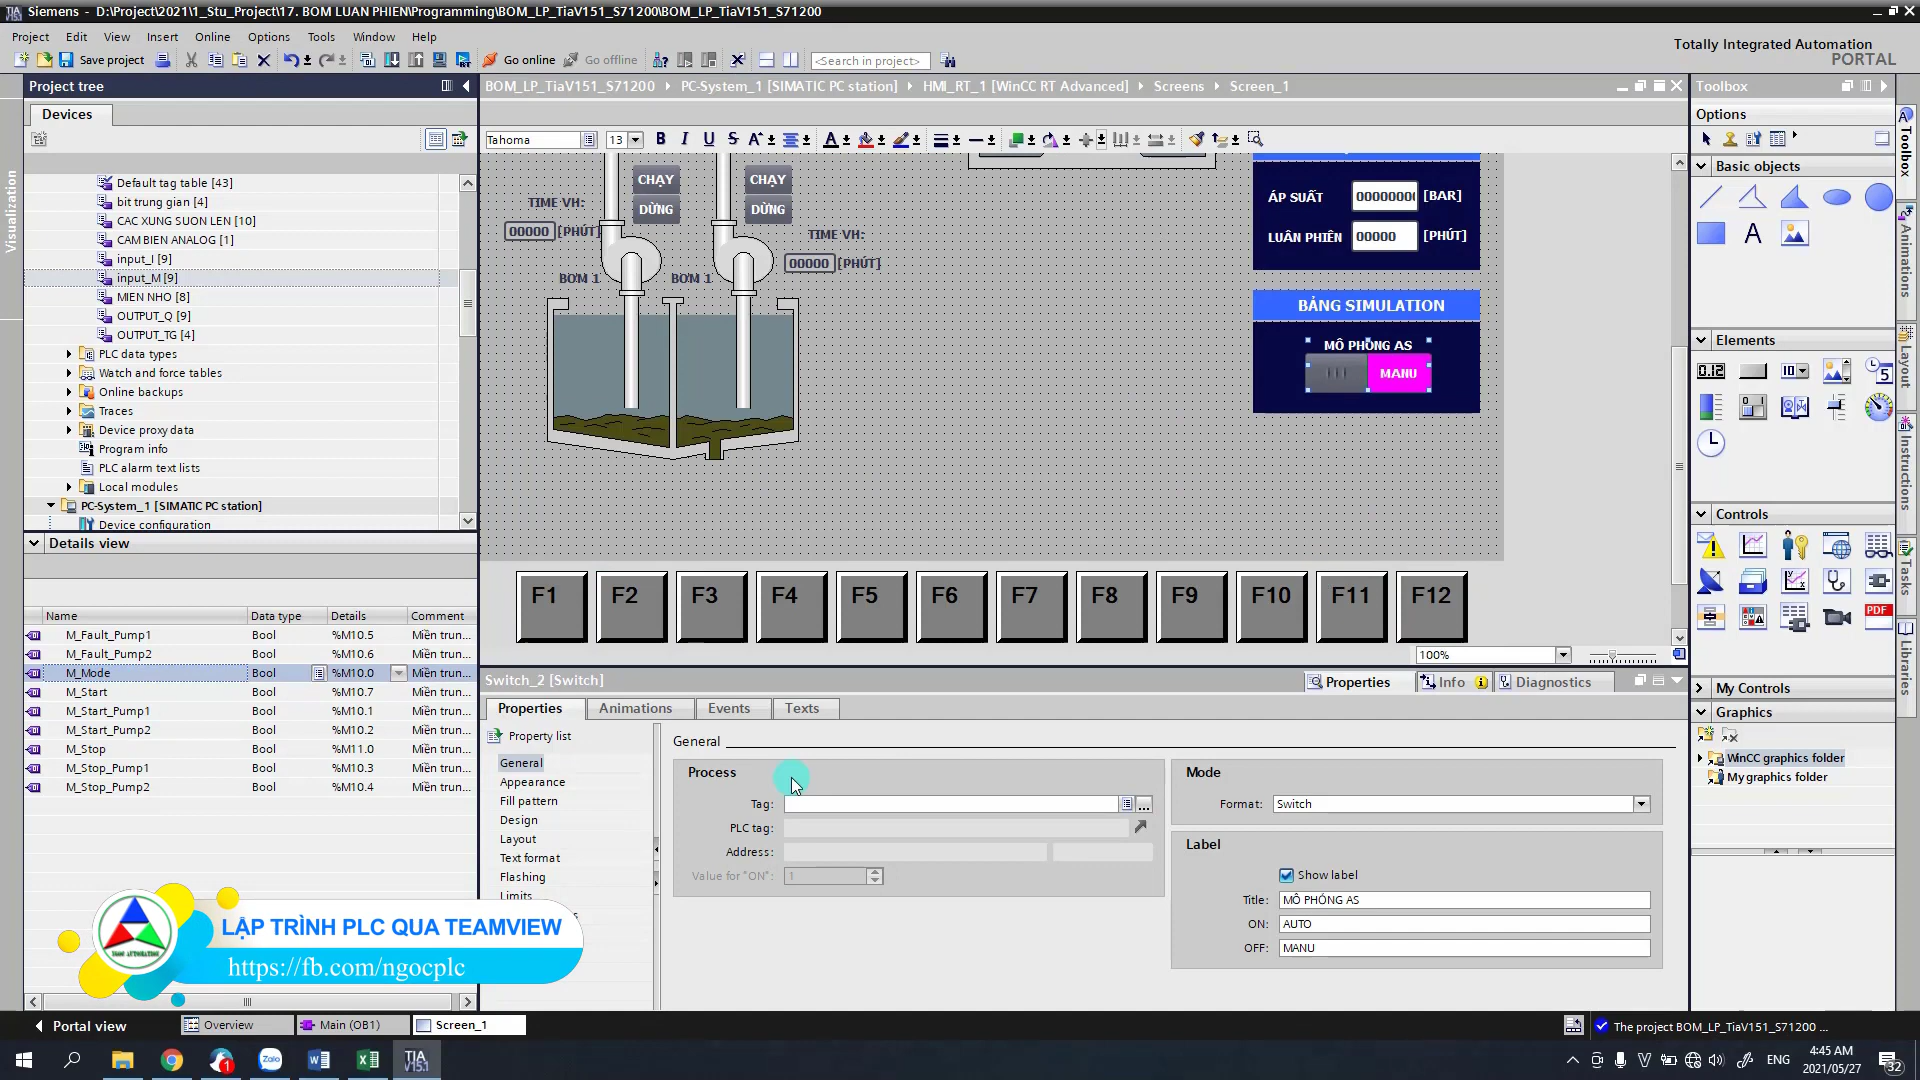 Siemens - D:\Project\2021\1_Stu_Project\17. BOM LUAN PHIEN\Programming\BOM_LP_TiaV151_S71200\BOM_LP_TiaV151_S71200
Project Edit View Insert Online Options Tools Window Help
Totally Integrated Automation
PORTAL
Save project
Go online
Go offline
<Search in project>
Project tree
Devices
Visualization
Default tag table [43]
bit trung gian [4]
CAC XUNG SUON LEN [10]
CAM BIEN ANALOG [1]
input_I [9]
input_M [9]
MIEN NHO [8]
OUTPUT_Q [9]
OUTPUT_TG [4]
PLC data types
Watch and force tables
Online backups
Traces
Device proxy data
Program info
PLC alarm text lists
Local modules
PC-System_1 [SIMATIC PC station]
Device configuration
Details view
Name Data type Details Comment
M_Fault_Pump1 Bool %M10.5 Miền trun...
M_Fault_Pump2 Bool %M10.6 Miền trun...
M_Mode Bool %M10.0 Miền trun...
M_Start Bool %M10.7 Miền trun...
M_Start_Pump1 Bool %M10.1 Miền trun...
M_Start_Pump2 Bool %M10.2 Miền trun...
M_Stop Bool %M11.0 Miền trun...
M_Stop_Pump1 Bool %M10.3 Miền trun...
M_Stop_Pump2 Bool %M10.4 Miền trun...
BOM_LP_TiaV151_S71200 PC-System_1 [SIMATIC PC station] HMI_RT_1 [WinCC RT Advanced] Screens Screen_1
Tahoma 13
CHẠY CHẠY
DỪNG DỪNG
TIME VH:
00000 [PHÚT]
TIME VH:
00000 [PHÚT]
BƠM 1 BƠM 1
ÁP SUẤT 00000000 [BAR]
LUÂN PHIÊN 00000 [PHÚT]
BẢNG SIMULATION
MÔ PHỎNG AS
MANU
F1 F2 F3 F4 F5 F6 F7 F8 F9 F10 F11 F12
100%
Switch_2 [Switch]
Properties Info Diagnostics
Properties Animations Events Texts
Property list
General
Appearance
Fill pattern
Design
Layout
Text format
Flashing
Limits
General
Process
Tag:
PLC tag:
Address:
Value for "ON": 1
Mode
Format: Switch
Label
Show label
Title: MÔ PHỎNG AS
ON: AUTO
OFF: MANU
Toolbox
Options
Basic objects
Elements
Controls
My Controls
Graphics
WinCC graphics folder
My graphics folder
Toolbox
Animations
Layout
Instructions
Tasks
Libraries
LẬP TRÌNH PLC QUA TEAMVIEW
https://fb.com/ngocplc
Portal view Overview Main (OB1) Screen_1
The project BOM_LP_TiaV151_S71200 ...
ENG
4:45 AM
2021/05/27
32